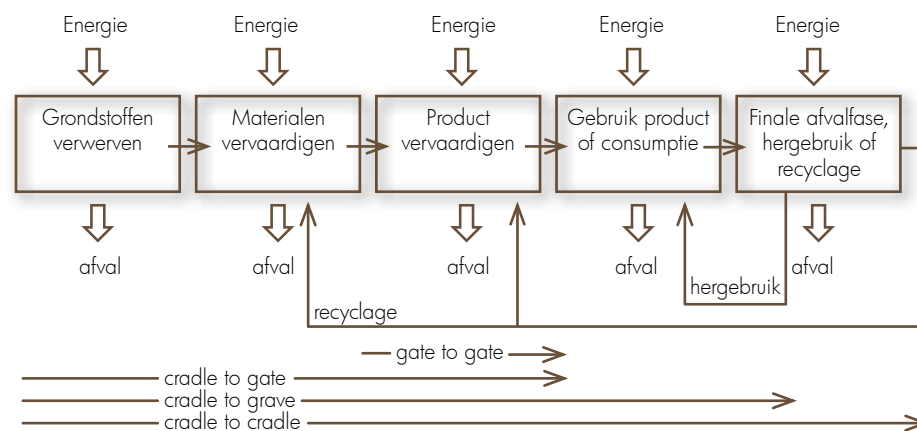 Energie
Energie
Energie
Energie
Energie
Grondstoffen
verwerven
Materialen
vervaardigen
Product
vervaardigen
Gebruik product
of consumptie
Finale afvalfase,
hergebruik of
recyclage
afval
afval
afval
afval
afval
hergebruik
recyclage
gate to gate
cradle to gate
cradle to grave
cradle to cradle